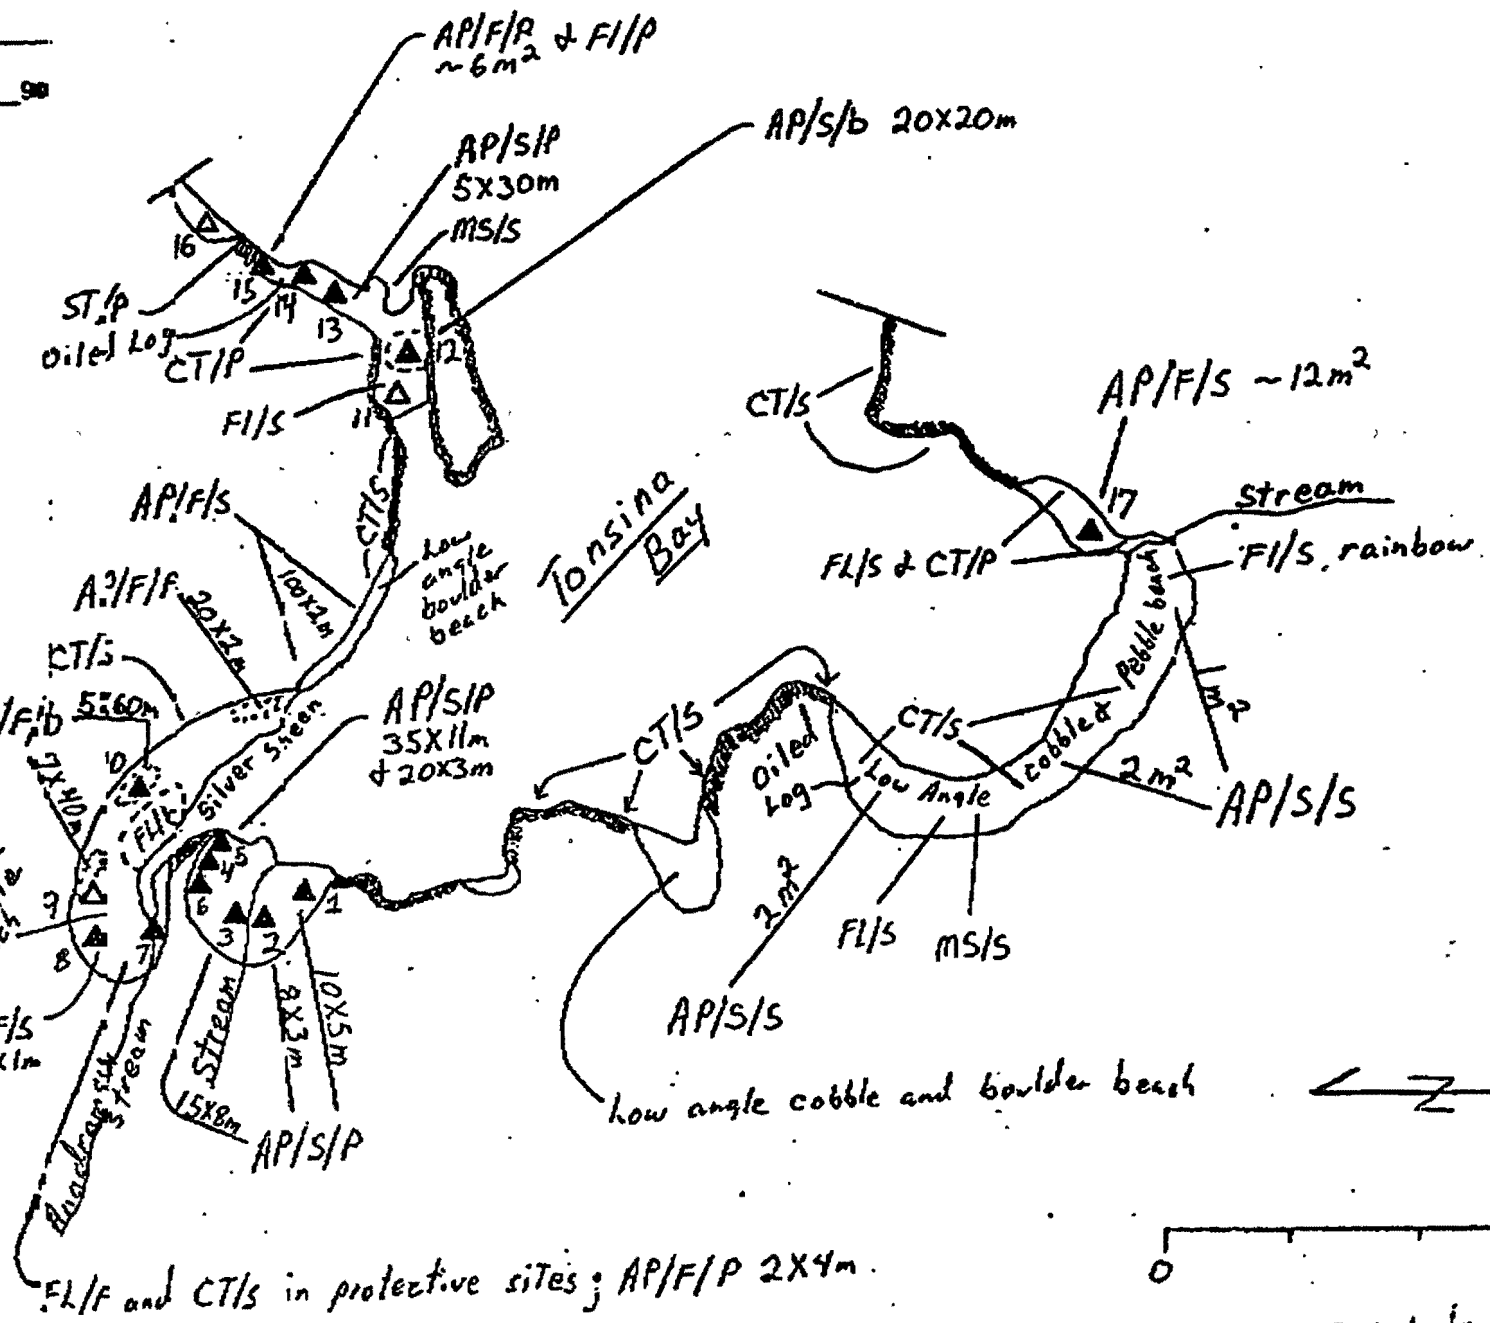 AP/F/P & FI/P
~6m²
AP/S/b 20X20m
AP/S/P
5X30m
MS/S
16
15
14
13
12
11
ST/P
Oiled Log
CT/P
FI/S
CT/S
AP/F/S ~12m²
17
Stream
FL/S & CT/P
FI/S, rainbow
Tonsina
Bay
AP/F/S
CT/S
100X2m
Low
angle
boulder
beach
20X2m
CT/S
5X60m
10
Silver Sheen
AP/S/P
35X11m
& 20X3m
CT/S
Oiled
Log
CT/S
Low Angle
Cobble &
Pebble beach
2m²
AP/S/S
m²
9
8
7
6
5
4
3
2
1
2m²
FI/S
MS/S
AP/S/S
Stream
8X3m
10X5m
15X8m
AP/S/P
Stream
Low angle cobble and boulder beach
N
FL/F and CT/S in protective sites; AP/F/P 2X4m.
0